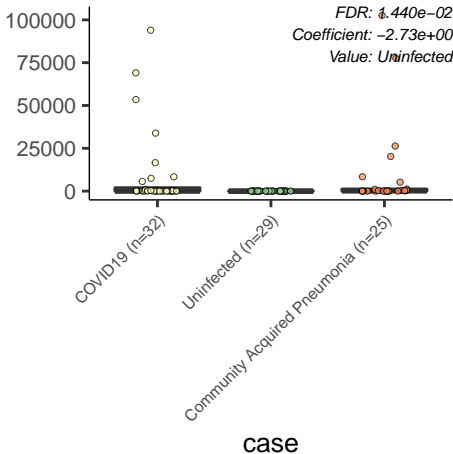 FDR: 1.440e−02
Coefficient: −2.73e+00
Value: Uninfected
100000
75000
50000
25000
0
COVID19 (n=32)
Uninfected (n=29)
Community Acquired Pneumonia (n=25)
case